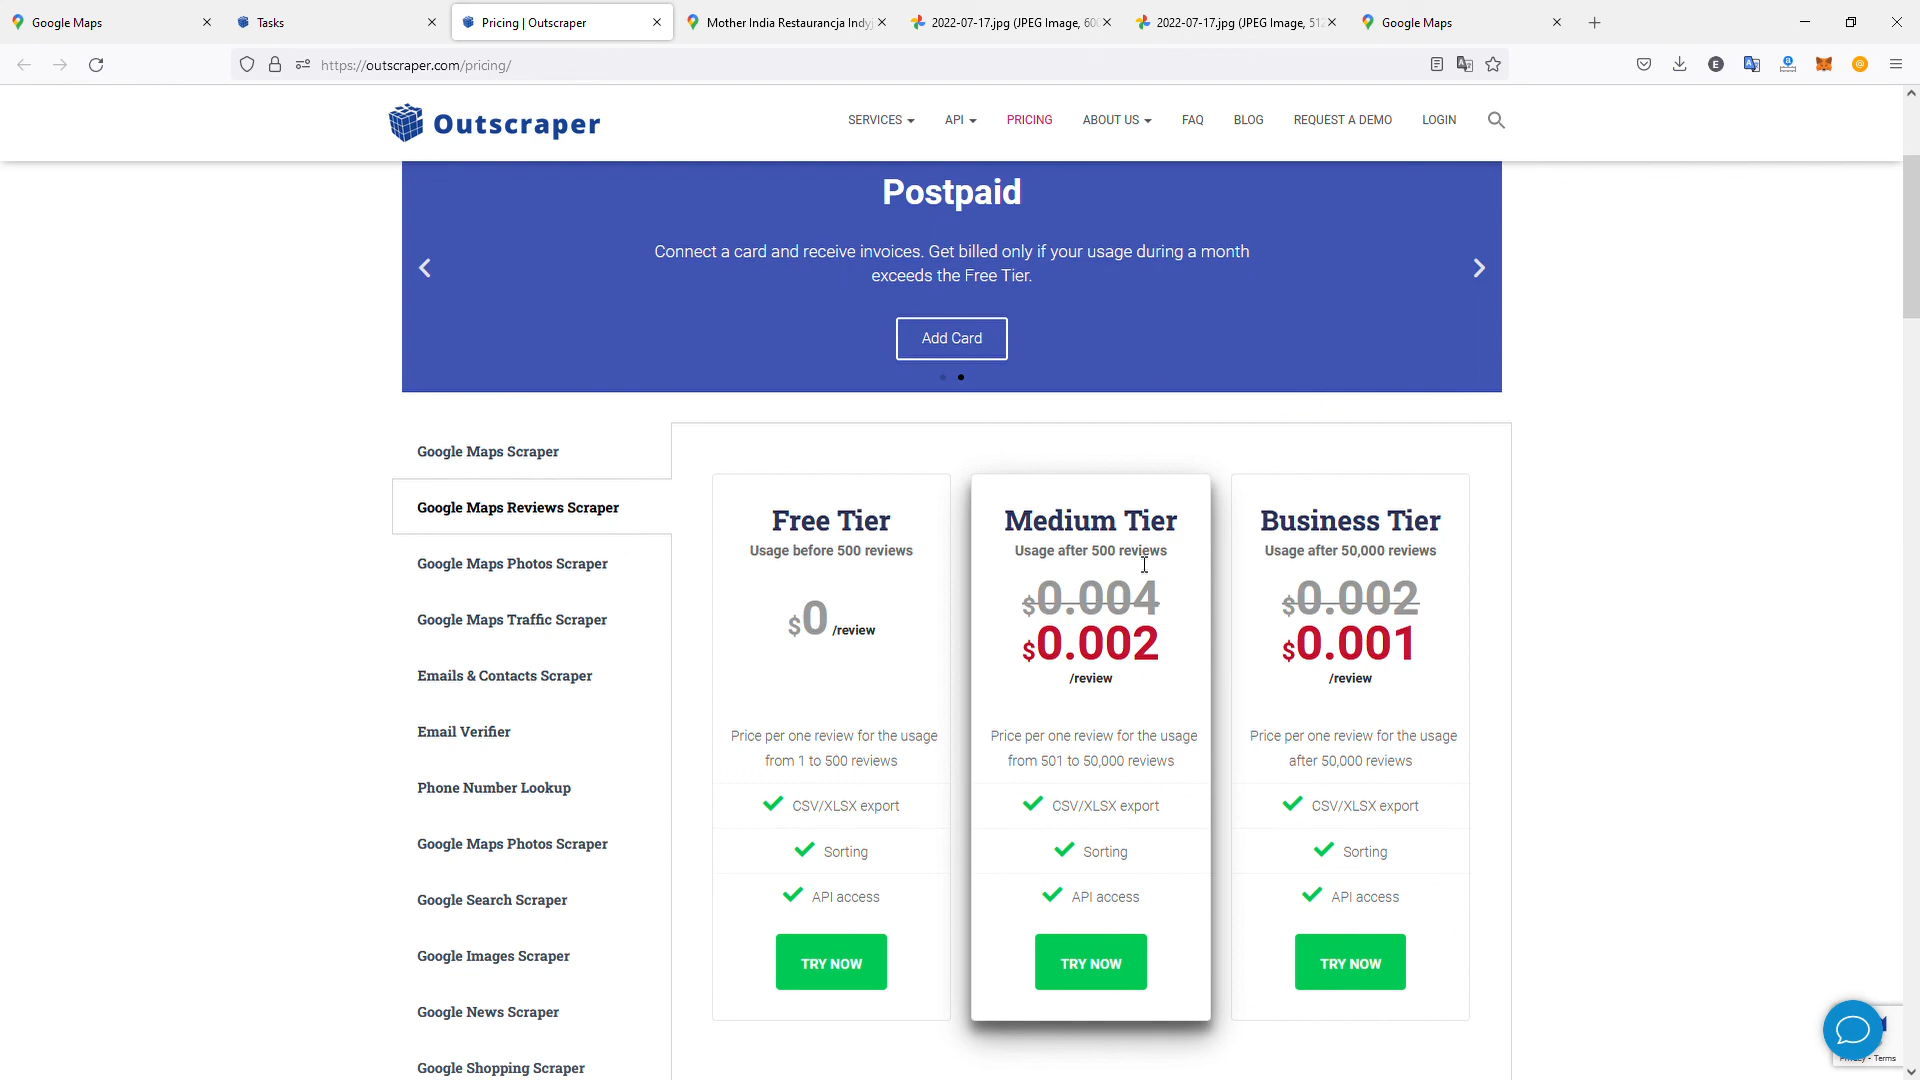 Google Maps
Tasks
Pricing | Outscraper
Mother India Restaurancja Indyj
2022-07-17.jpg (JPEG Image, 600
2022-07-17.jpg (JPEG Image, 512
Google Maps
https://outscraper.com/pricing/
Outscraper
SERVICES
API
PRICING
ABOUT US
FAQ
BLOG
REQUEST A DEMO
LOGIN
Postpaid
Connect a card and receive invoices. Get billed only if your usage during a month
exceeds the Free Tier.
Add Card
Google Maps Scraper
Google Maps Reviews Scraper
Google Maps Photos Scraper
Google Maps Traffic Scraper
Emails & Contacts Scraper
Email Verifier
Phone Number Lookup
Google Maps Photos Scraper
Google Search Scraper
Google Images Scraper
Google News Scraper
Google Shopping Scraper
Free Tier
Usage before 500 reviews
$0 /review
Price per one review for the usage
from 1 to 500 reviews
CSV/XLSX export
Sorting
API access
TRY NOW
Medium Tier
Usage after 500 reviews
$0.004
$0.002
/review
Price per one review for the usage
from 501 to 50,000 reviews
CSV/XLSX export
Sorting
API access
TRY NOW
Business Tier
Usage after 50,000 reviews
$0.002
$0.001
/review
Price per one review for the usage
after 50,000 reviews
CSV/XLSX export
Sorting
API access
TRY NOW
Terms